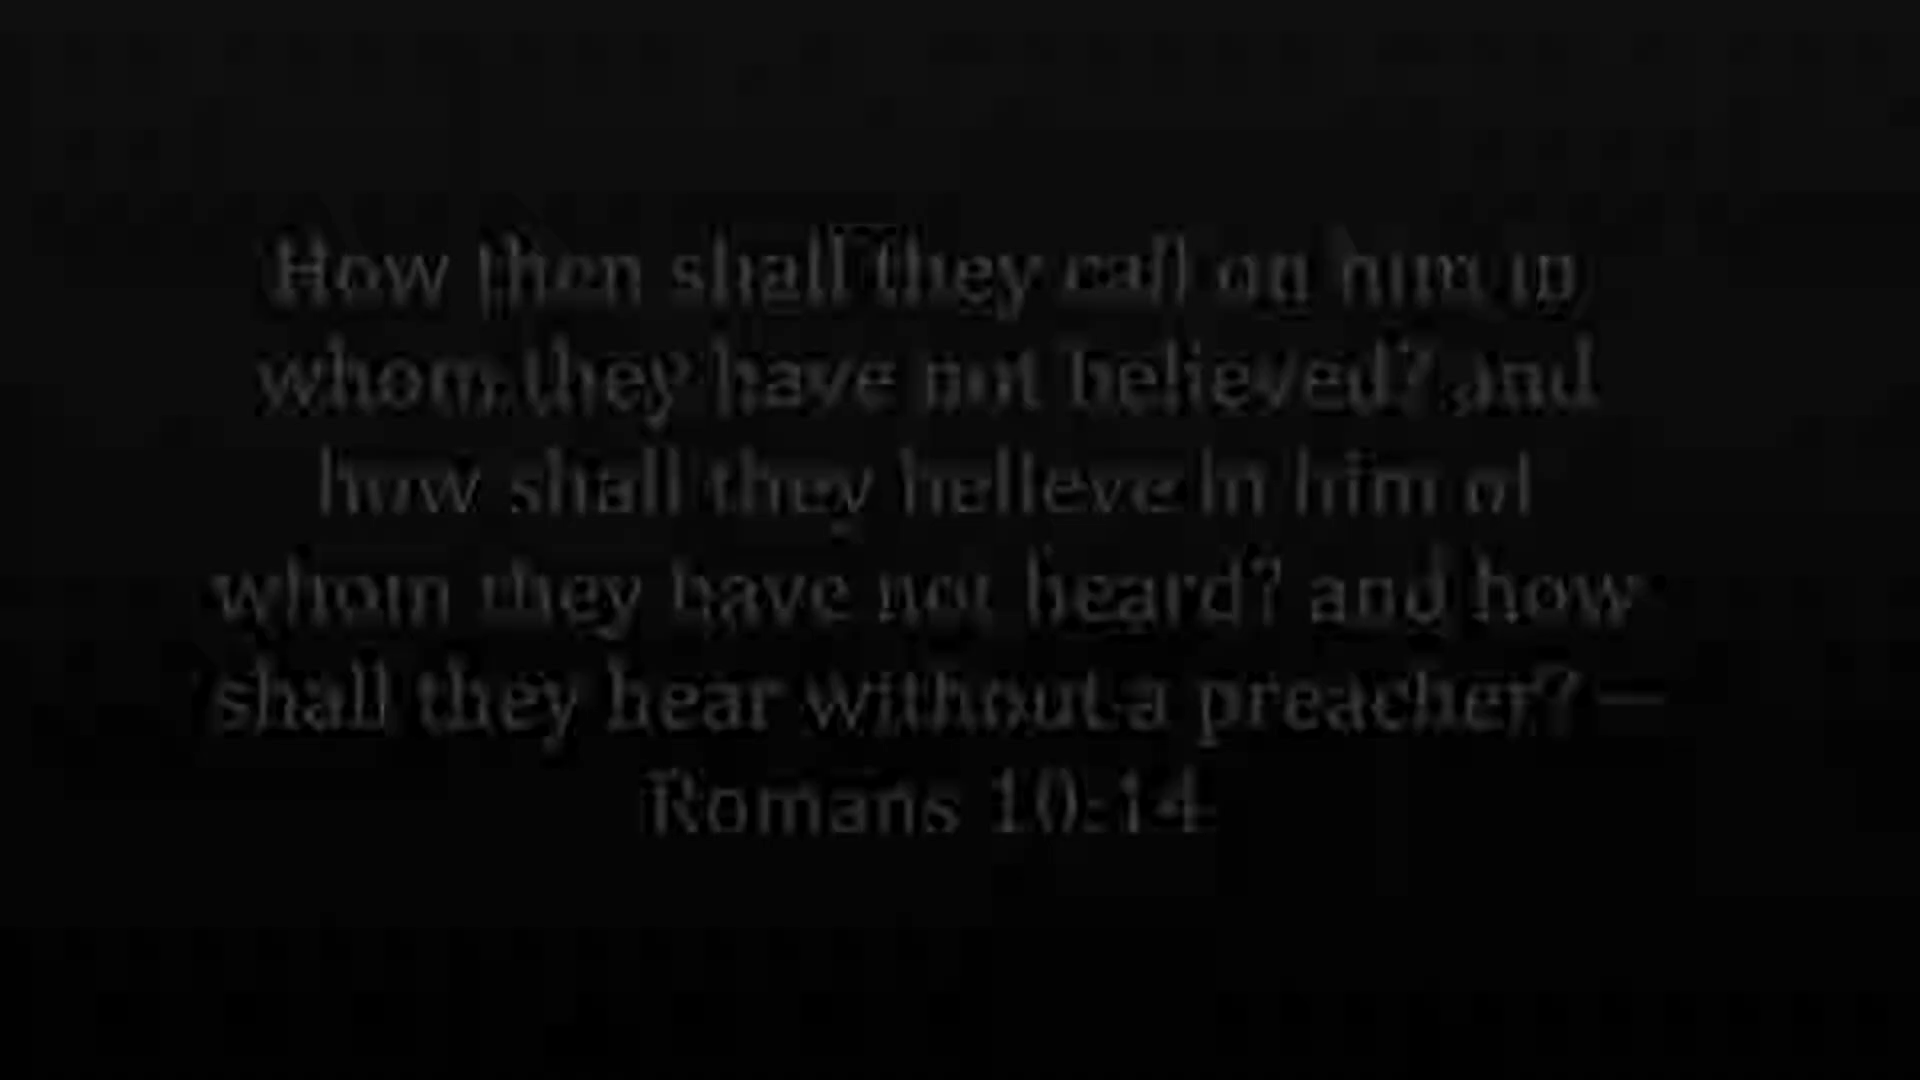 How then shall they call on him in
whom they have not believed? and
how shall they believe in him of
whom they have not heard? and how
shall they hear without a preacher? —
Romans 10:14